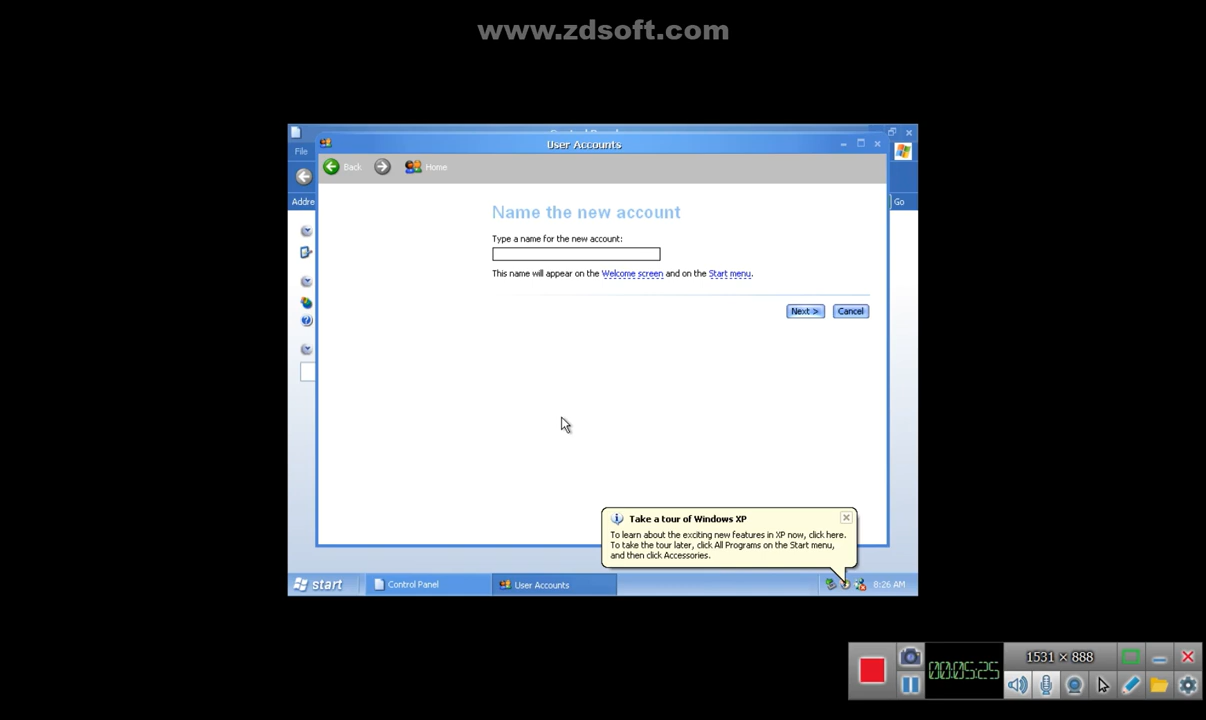 www.zdsoft.com
User Accounts
File
Back
Home
Addre
Go
Name the new account
Type a name for the new account:
This name will appear on the Welcome screen and on the Start menu.
Next >
Cancel
Take a tour of Windows XP
To learn about the exciting new features in XP now, click here.
To take the tour later, click All Programs on the Start menu,
and then click Accessories.
start
Control Panel
User Accounts
8:26 AM
1531 × 888
00:05:25